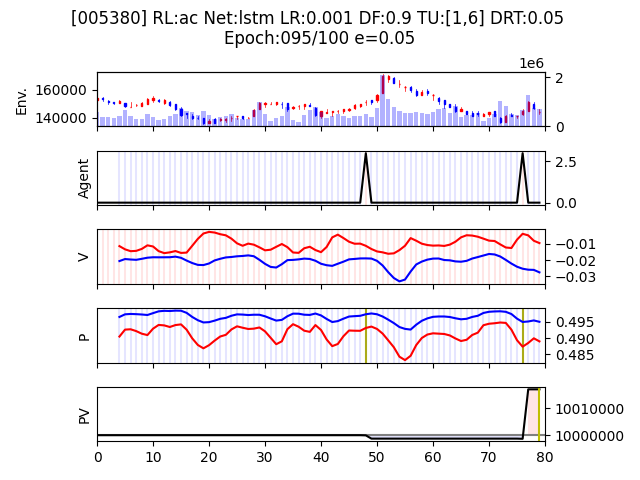 [005380] RL:ac Net:lstm LR:0.001 DF:0.9 TU:[1,6] DRT:0.05
Epoch:095/100 e=0.05
1e6
Env.
160000
140000
2
0
Agent
2.5
0.0
V
−0.01
−0.02
−0.03
P
0.495
0.490
0.485
PV
10010000
10000000
0 10 20 30 40 50 60 70 80